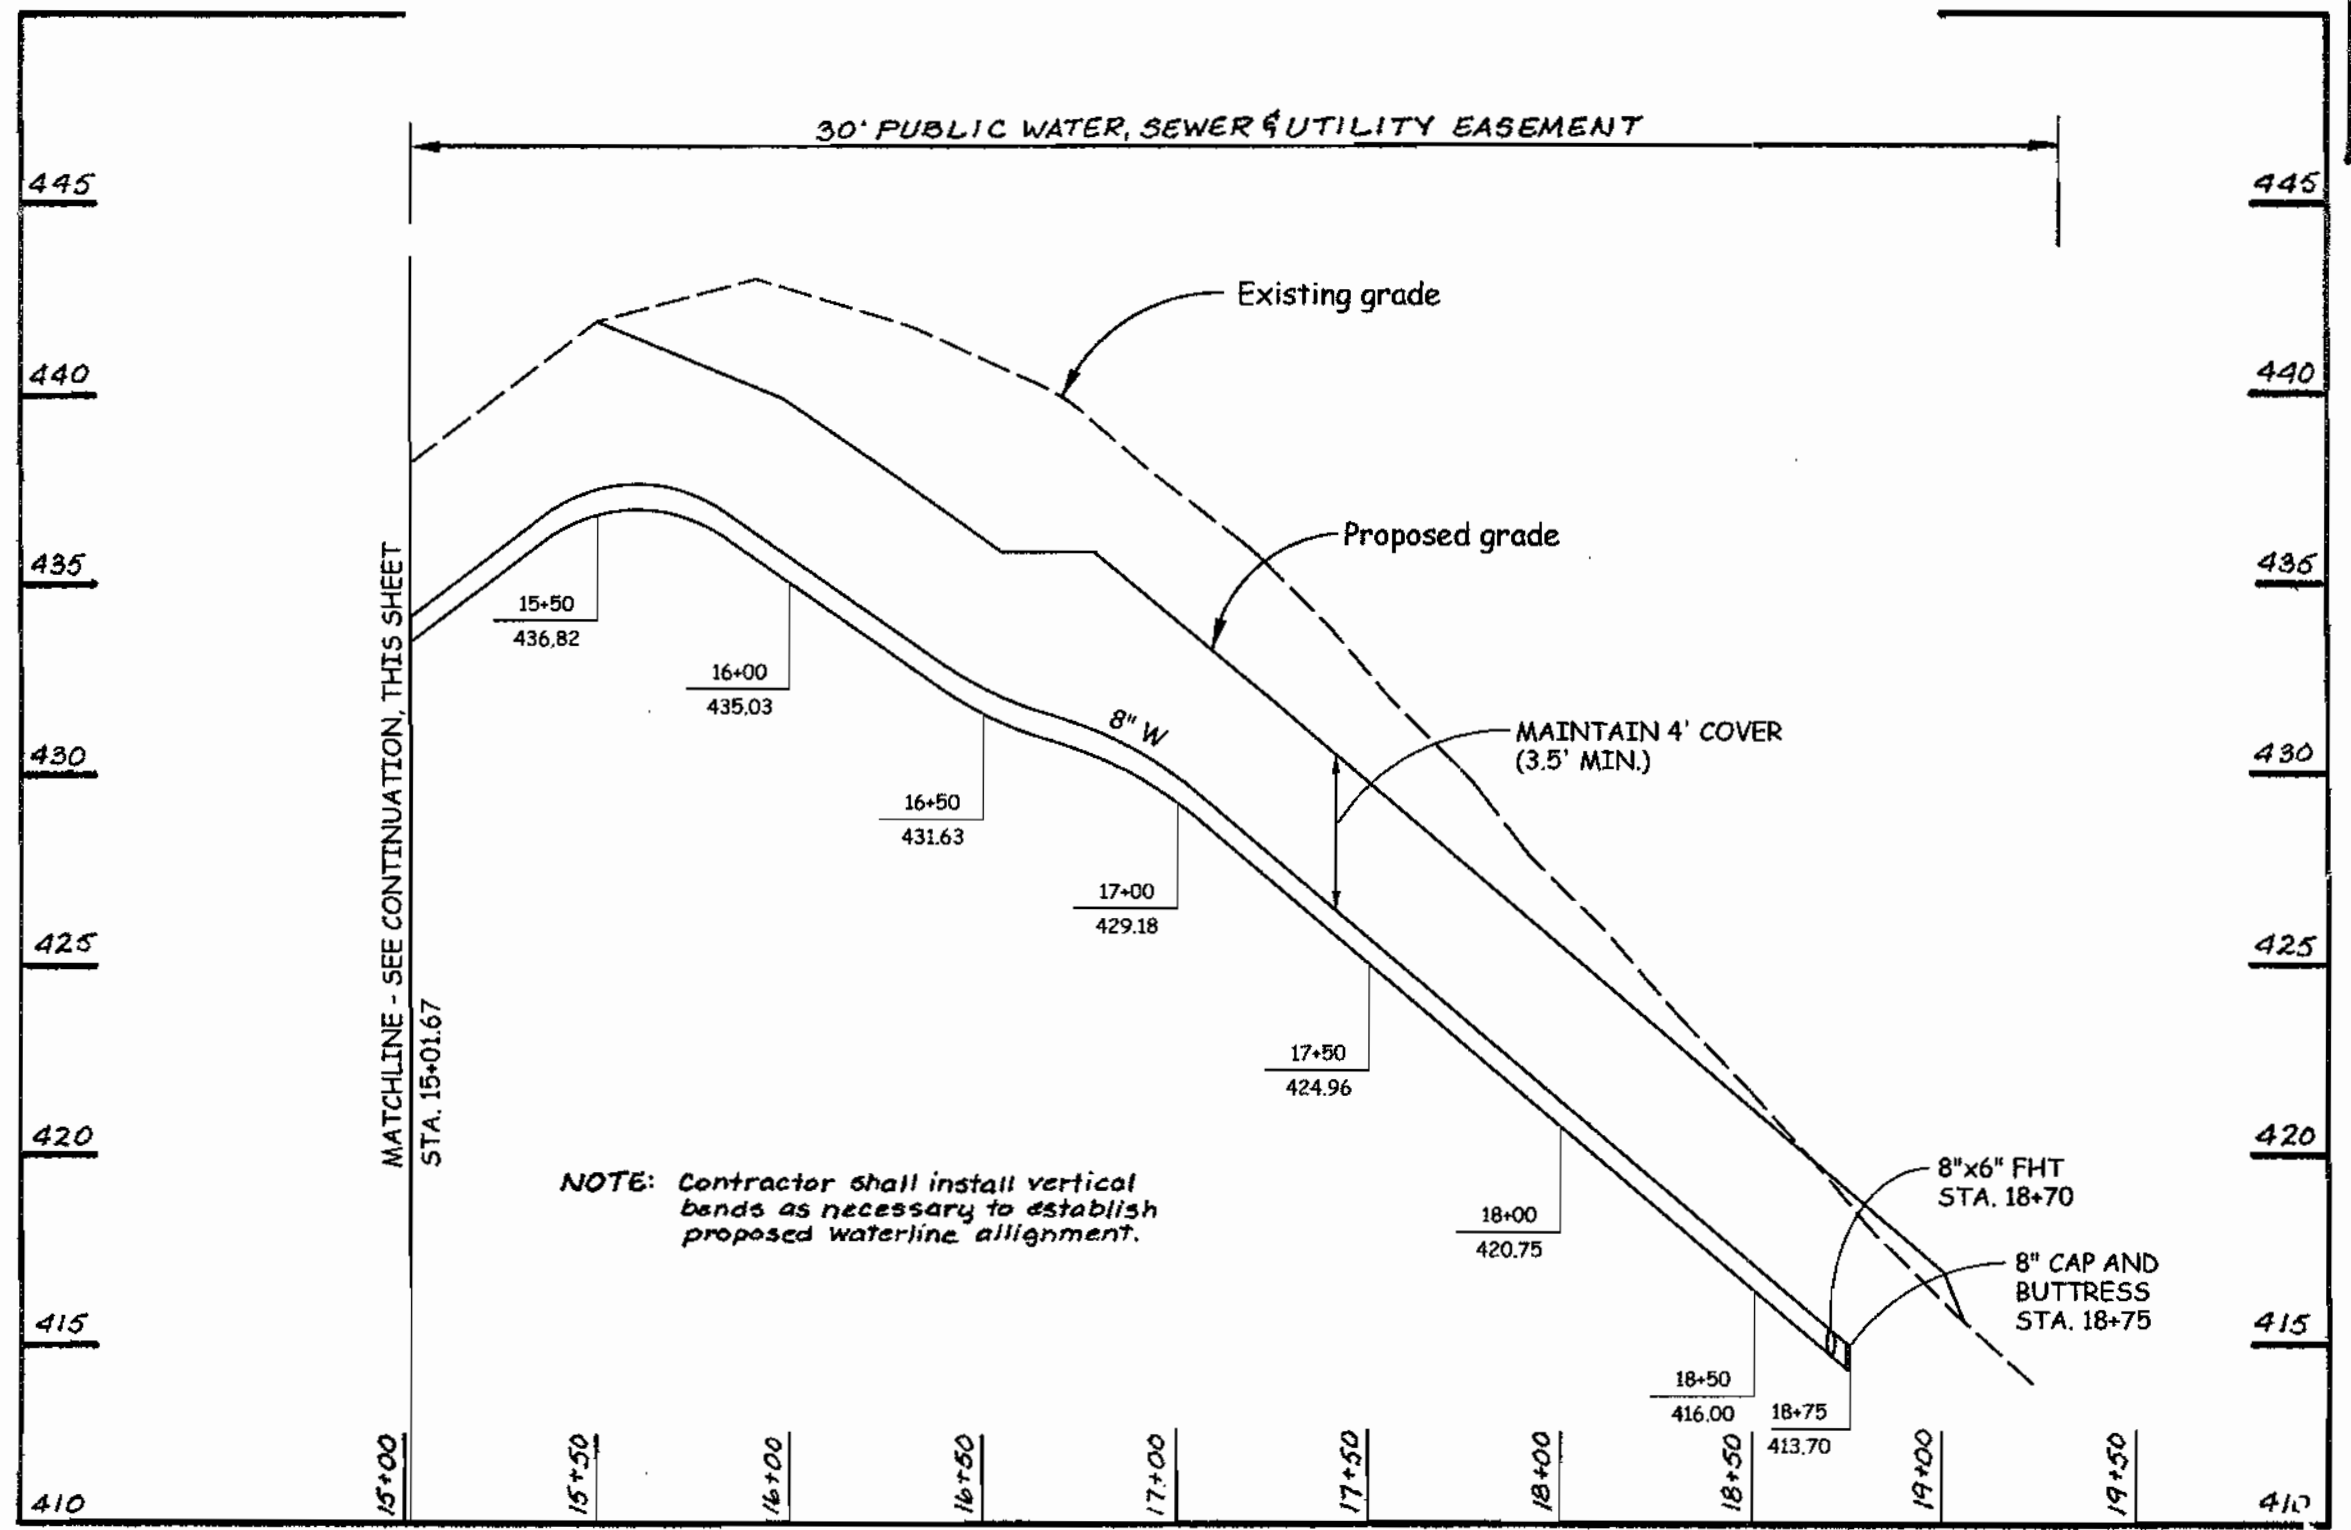 30' PUBLIC WATER, SEWER & UTILITY EASEMENT
445
445
Existing grade
440
440
Proposed grade
435
435
15+50
436.82
16+00
435.03
8" W
MAINTAIN 4' COVER
(3.5' MIN.)
430
430
16+50
431.63
17+00
429.18
425
425
MATCHLINE - SEE CONTINUATION, THIS SHEET
STA. 15+01.67
17+50
424.96
420
420
NOTE: Contractor shall install vertical
bends as necessary to establish
proposed waterline allignment.
8"x6" FHT
STA. 18+70
18+00
420.75
8" CAP AND
BUTTRESS
STA. 18+75
415
415
18+50
416.00
18+75
413.70
410
15+00
15+50
16+00
16+50
17+00
17+50
18+00
18+50
19+00
19+50
410